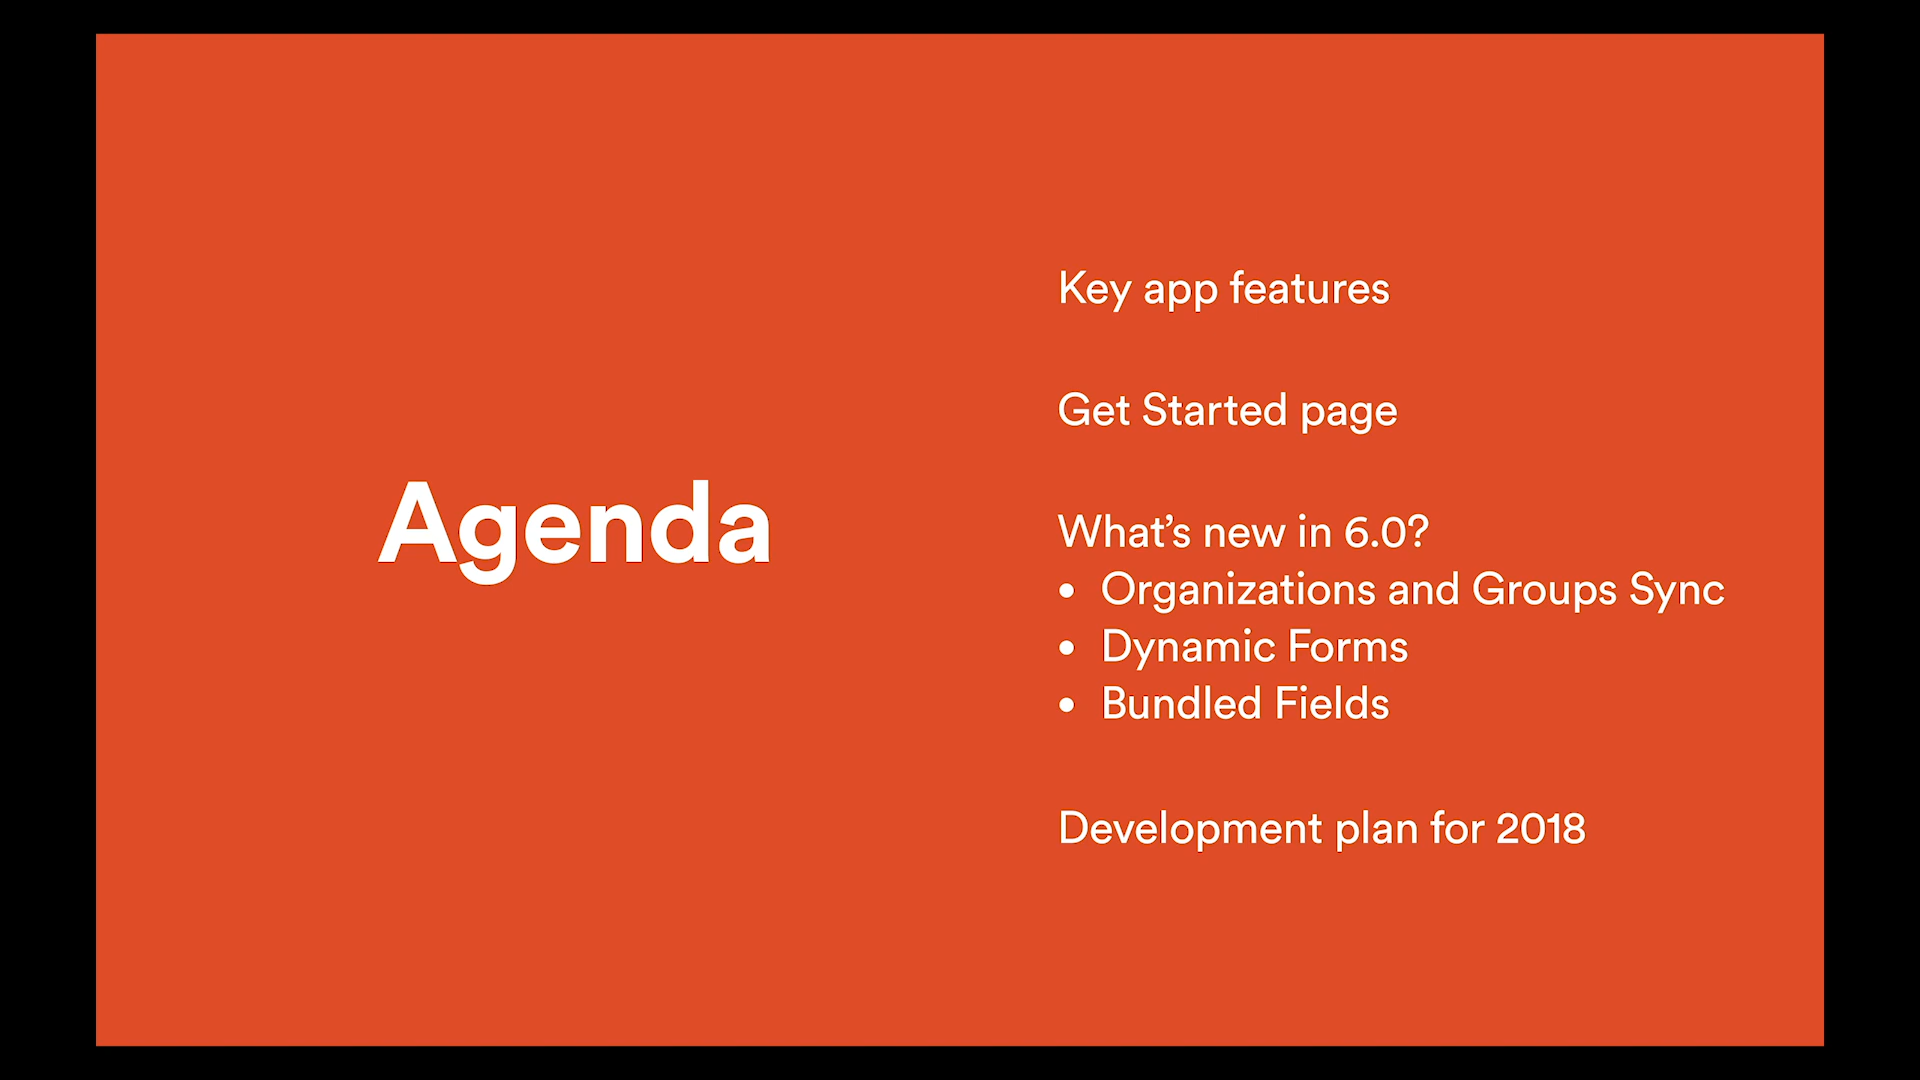 Agenda
Key app features
Get Started page
What’s new in 6.0?
• Organizations and Groups Sync
• Dynamic Forms
• Bundled Fields
Development plan for 2018